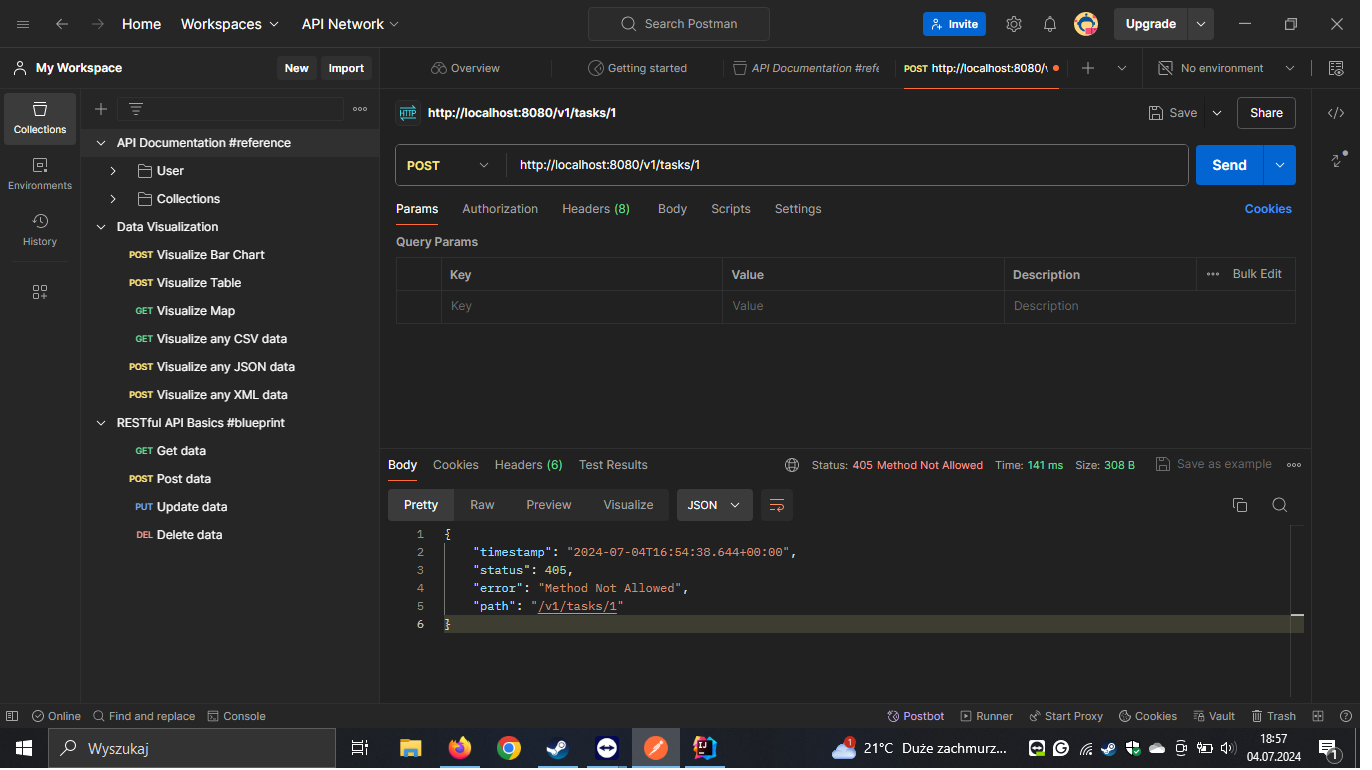 Home Workspaces API Network Search Postman Invite Upgrade
My Workspace New Import Overview Getting started API Documentation #refe POST http://localhost:8080/v No environment
Collections
Environments
History
API Documentation #reference
User
Collections
Data Visualization
POST Visualize Bar Chart
POST Visualize Table
GET Visualize Map
GET Visualize any CSV data
POST Visualize any JSON data
POST Visualize any XML data
RESTful API Basics #blueprint
GET Get data
POST Post data
PUT Update data
DEL Delete data
HTTP http://localhost:8080/v1/tasks/1 Save Share
POST http://localhost:8080/v1/tasks/1 Send
Params Authorization Headers (8) Body Scripts Settings Cookies
Query Params
Key Value Description Bulk Edit
Key Value Description
Body Cookies Headers (6) Test Results Status: 405 Method Not Allowed Time: 141 ms Size: 308 B Save as example
Pretty Raw Preview Visualize JSON
1 {
2 "timestamp": "2024-07-04T16:54:38.644+00:00",
3 "status": 405,
4 "error": "Method Not Allowed",
5 "path": "/v1/tasks/1"
6 }
Online Find and replace Console Postbot Runner Start Proxy Cookies Vault Trash
Wyszukaj 1 21°C Duże zachmurz... 18:57
04.07.2024 1